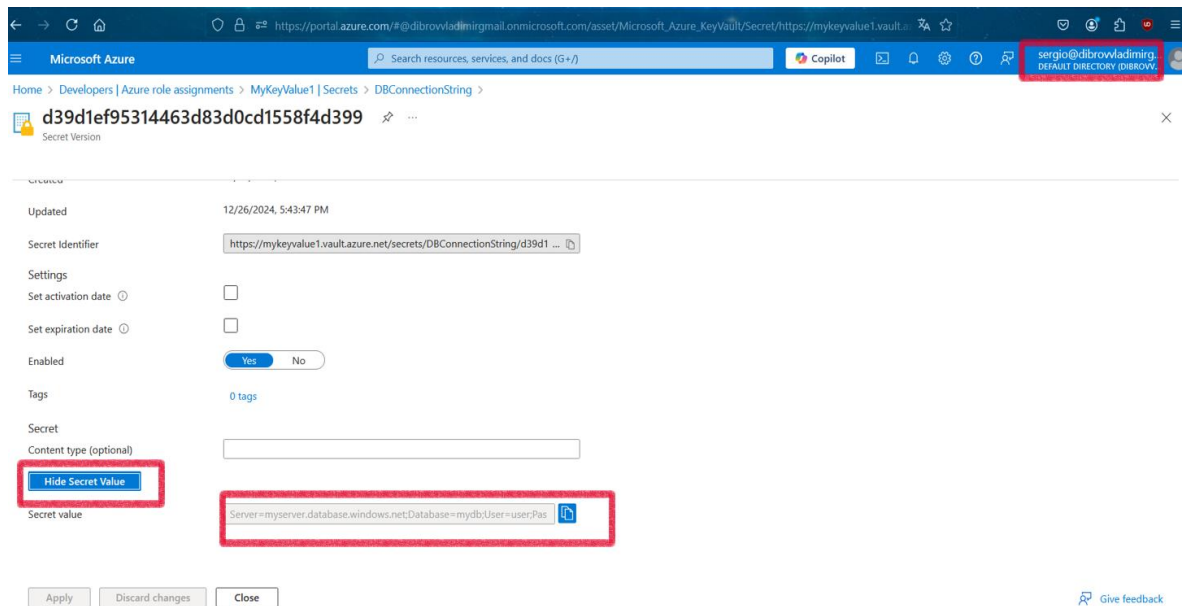 https://portal.azure.com/#@dibrovvladimirgmail.onmicrosoft.com/asset/Microsoft_Azure_KeyVault/Secret/https://mykeyvalue1.vault.a
Microsoft Azure
Search resources, services, and docs (G+/)
Copilot
sergio@dibrovvladimirg...
DEFAULT DIRECTORY (DIBROVV...
Home > Developers | Azure role assignments > MyKeyValue1 | Secrets > DBConnectionString >
d39d1ef95314463d83d0cd1558f4d399
Secret Version
Created
Updated
12/26/2024, 5:43:47 PM
Secret Identifier
https://mykeyvalue1.vault.azure.net/secrets/DBConnectionString/d39d1 ...
Settings
Set activation date
Set expiration date
Enabled
Yes No
Tags
0 tags
Secret
Content type (optional)
Hide Secret Value
Secret value
Server=myserver.database.windows.net;Database=mydb;User=user;Pas
Apply
Discard changes
Close
Give feedback